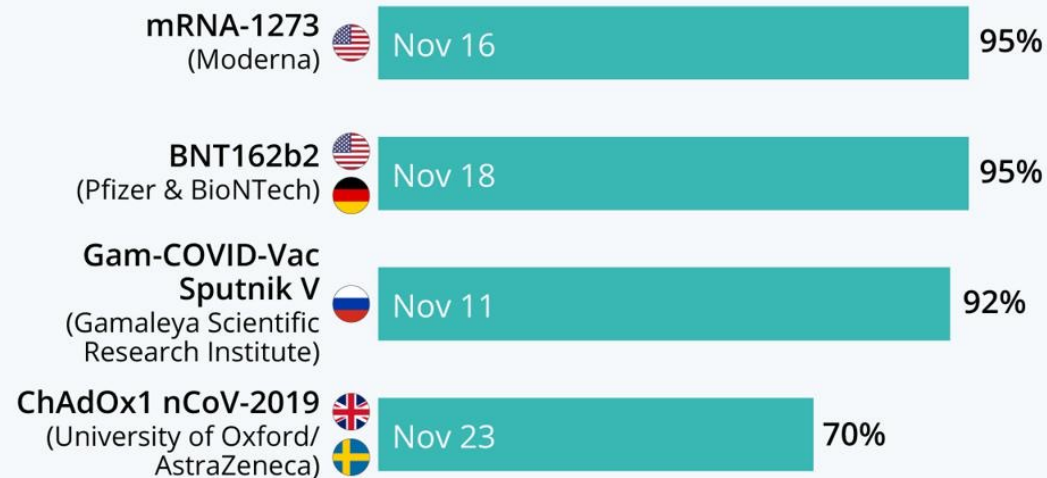 mRNA-1273
(Moderna)
Nov 16
95%
BNT162b2
(Pfizer & BioNTech)
Nov 18
95%
Gam-COVID-Vac
Sputnik V
(Gamaleya Scientific
Research Institute)
Nov 11
92%
ChAdOx1 nCoV-2019
(University of Oxford/
AstraZeneca)
Nov 23
70%